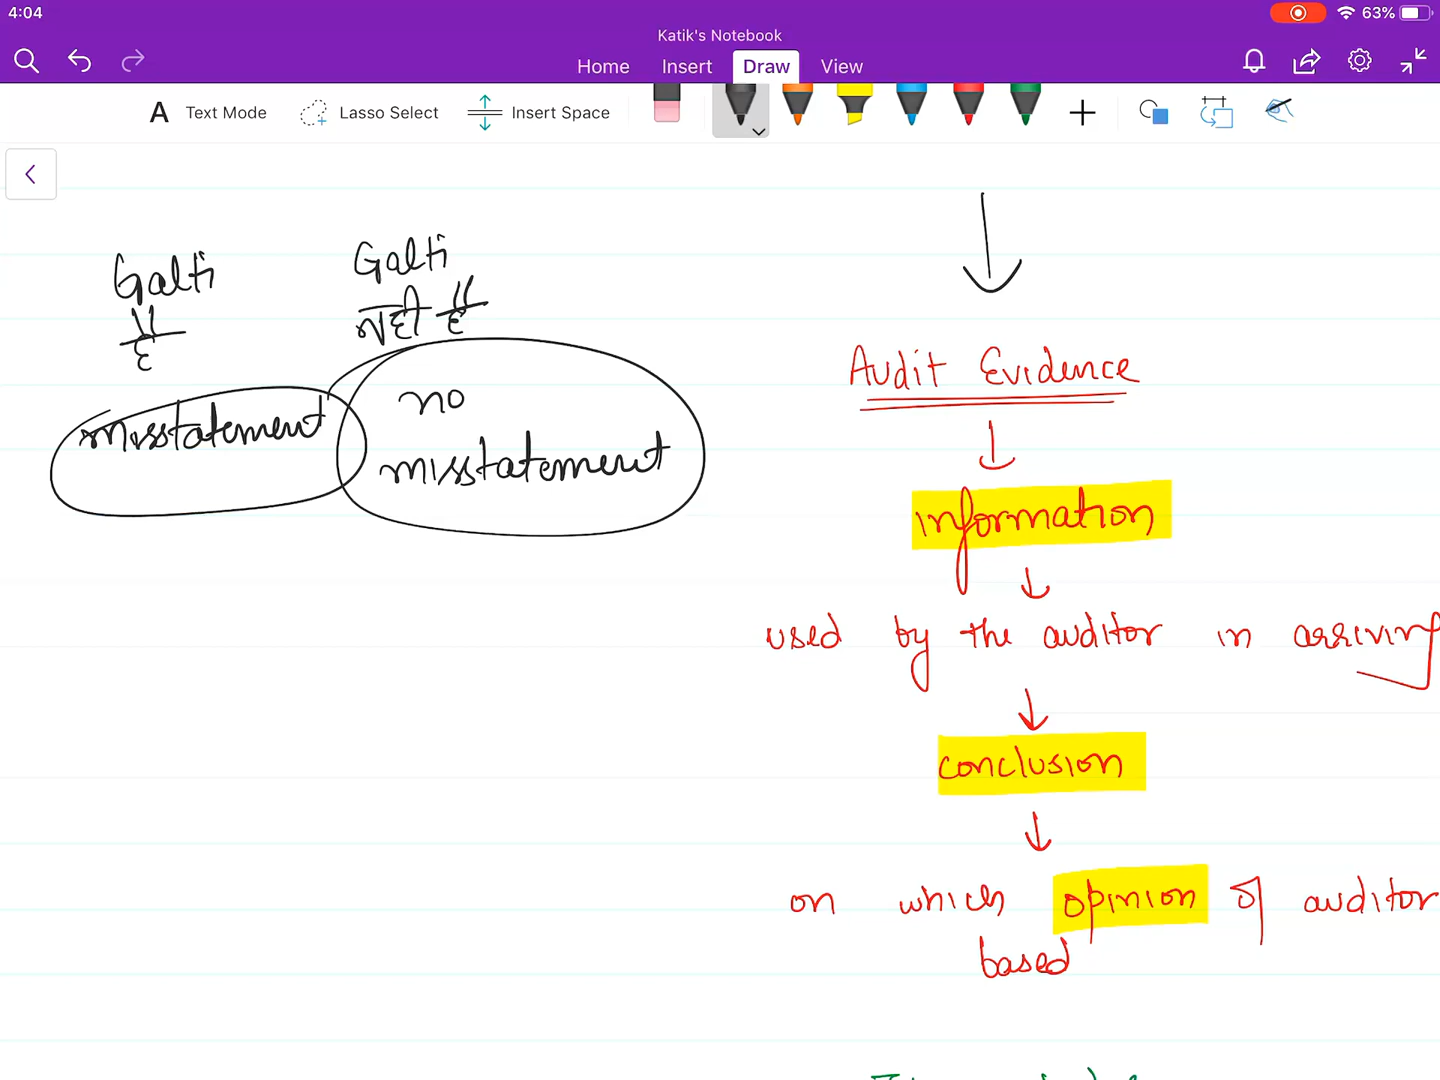 4:04
63%
Katik's Notebook
Home Insert Draw View
A Text Mode Lasso Select Insert Space
Galti
है
Galti
नही है
misstatement
no
misstatement
Audit Evidence
information
used by the auditor in arriving
conclusion
on which opinion of auditor
based